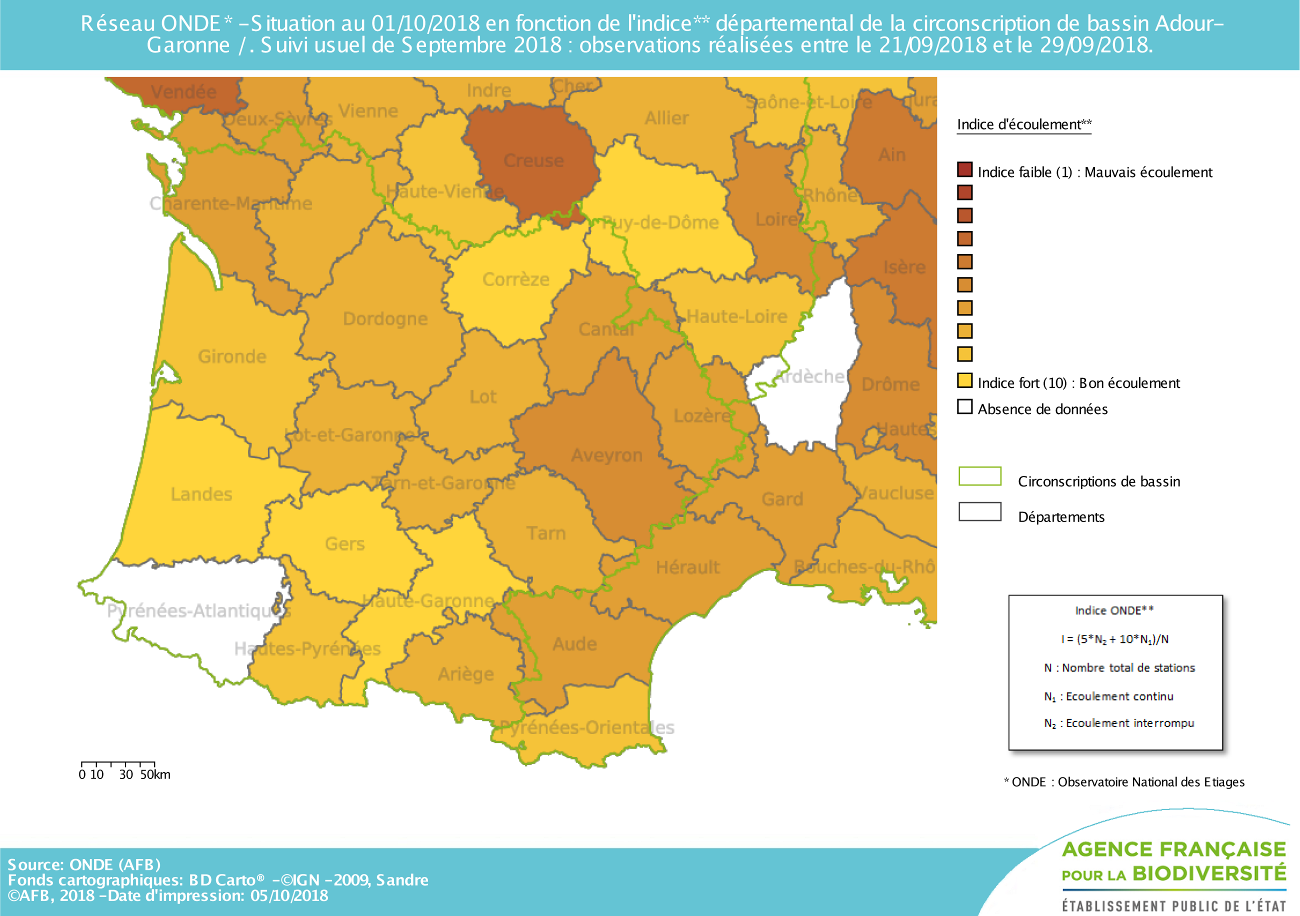 Réseau ONDE* -Situation au 01/10/2018 en fonction de l'indice** départemental de la circonscription de bassin Adour-
Garonne /. Suivi usuel de Septembre 2018 : observations réalisées entre le 21/09/2018 et le 29/09/2018.
Vendée
Deux-Sèvres
Vienne
Indre
Cher
Allier
Saône-et-Loire
Jura
Creuse
Ain
Haute-Vienne
Charente-Maritime
Puy-de-Dôme
Loire
Rhône
Corrèze
Isère
Dordogne
Cantal
Haute-Loire
Gironde
Ardèche
Drôme
Lot
Lozère
Hautes
Lot-et-Garonne
Aveyron
Tarn-et-Garonne
Landes
Gard
Vaucluse
Gers
Tarn
Hérault
Bouches-du-Rhô
Pyrénées-Atlantiques
Haute-Garonne
Hautes-Pyrénées
Aude
Ariège
Pyrénées-Orientales
Indice d'écoulement**
Indice faible (1) : Mauvais écoulement
Indice fort (10) : Bon écoulement
Absence de données
Circonscriptions de bassin
Départements
Indice ONDE**
I = (5*N2 + 10*N1)/N
N : Nombre total de stations
N1 : Ecoulement continu
N2 : Ecoulement interrompu
* ONDE : Observatoire National des Etiages
0 10 30 50km
Source: ONDE (AFB)
Fonds cartographiques: BD Carto® -©IGN -2009, Sandre
©AFB, 2018 -Date d'impression: 05/10/2018
AGENCE FRANÇAISE
POUR LA BIODIVERSITÉ
ÉTABLISSEMENT PUBLIC DE L'ÉTAT